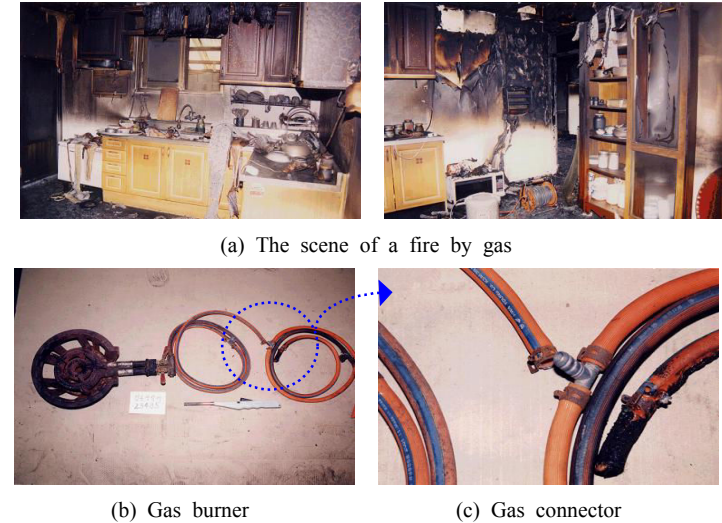 (a) The scene of a fire by gas
(b) Gas burner
(c) Gas connector